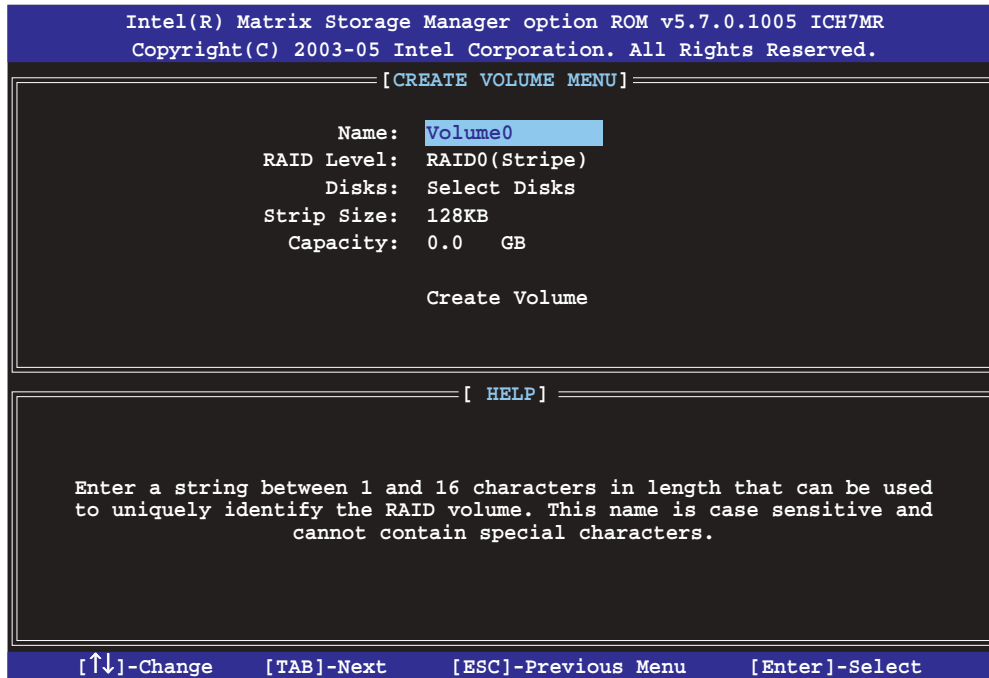 Intel(R) Matrix Storage Manager option ROM v5.7.0.1005 ICH7MR
Copyright(C) 2003-05 Intel Corporation. All Rights Reserved.
[CREATE VOLUME MENU]
Name: Volume0
RAID Level: RAID0(Stripe)
Disks: Select Disks
Strip Size: 128KB
Capacity: 0.0 GB
Create Volume
[ HELP]
Enter a string between 1 and 16 characters in length that can be used
to uniquely identify the RAID volume. This name is case sensitive and
cannot contain special characters.
[↑↓]-Change [TAB]-Next [ESC]-Previous Menu [Enter]-Select